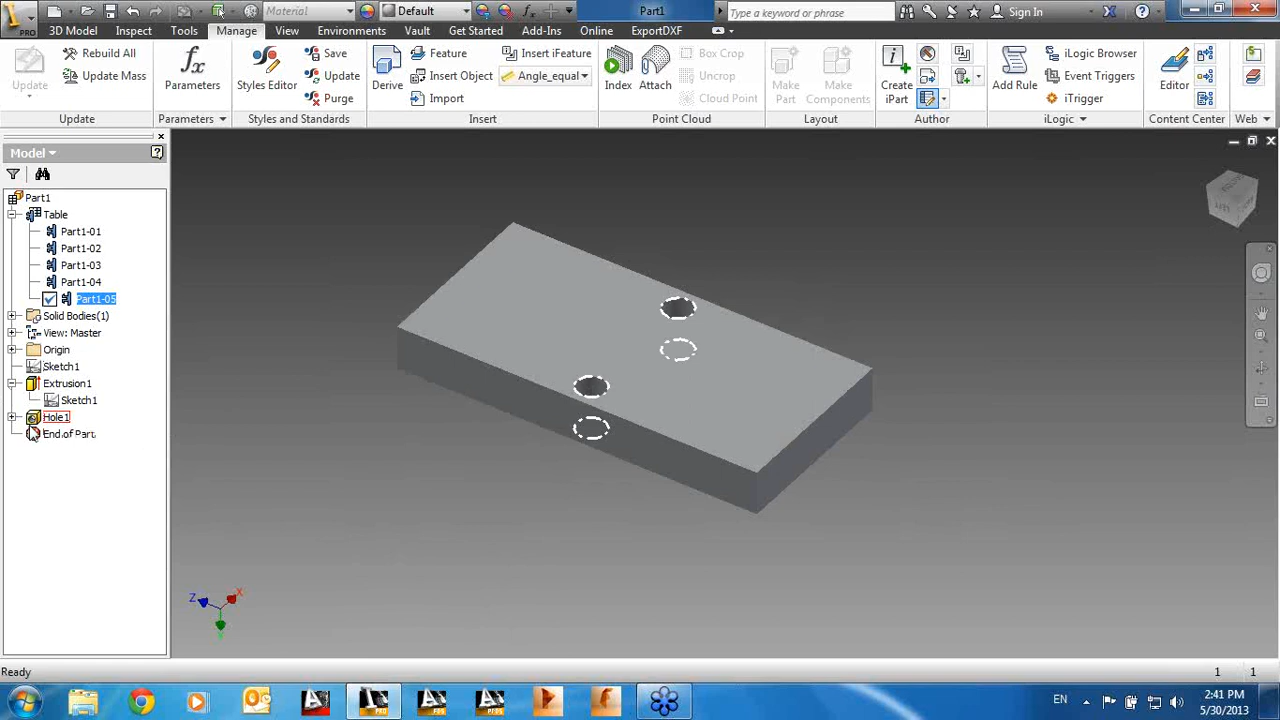 Material
Default
Part1
Type a keyword or phrase
Sign In
PRO
3D Model
Inspect
Tools
Manage
View
Environments
Vault
Get Started
Add-Ins
Online
ExportDXF
Update
Rebuild All
Update Mass
Update
Parameters
Parameters
Styles Editor
Save
Update
Purge
Styles and Standards
Derive
Feature
Insert Object
Import
Insert iFeature
Angle_equal
Insert
Index
Attach
Box Crop
Uncrop
Cloud Point
Point Cloud
Make Part
Make Components
Layout
Create iPart
Author
Add Rule
iLogic Browser
Event Triggers
iTrigger
iLogic
Editor
Content Center
Web
Model
Part1
Table
Part1-01
Part1-02
Part1-03
Part1-04
Part1-05
Solid Bodies(1)
View: Master
Origin
Sketch1
Extrusion1
Sketch1
Hole1
End of Part
Z
X
Y
Ready
1
1
EN
2:41 PM
5/30/2013